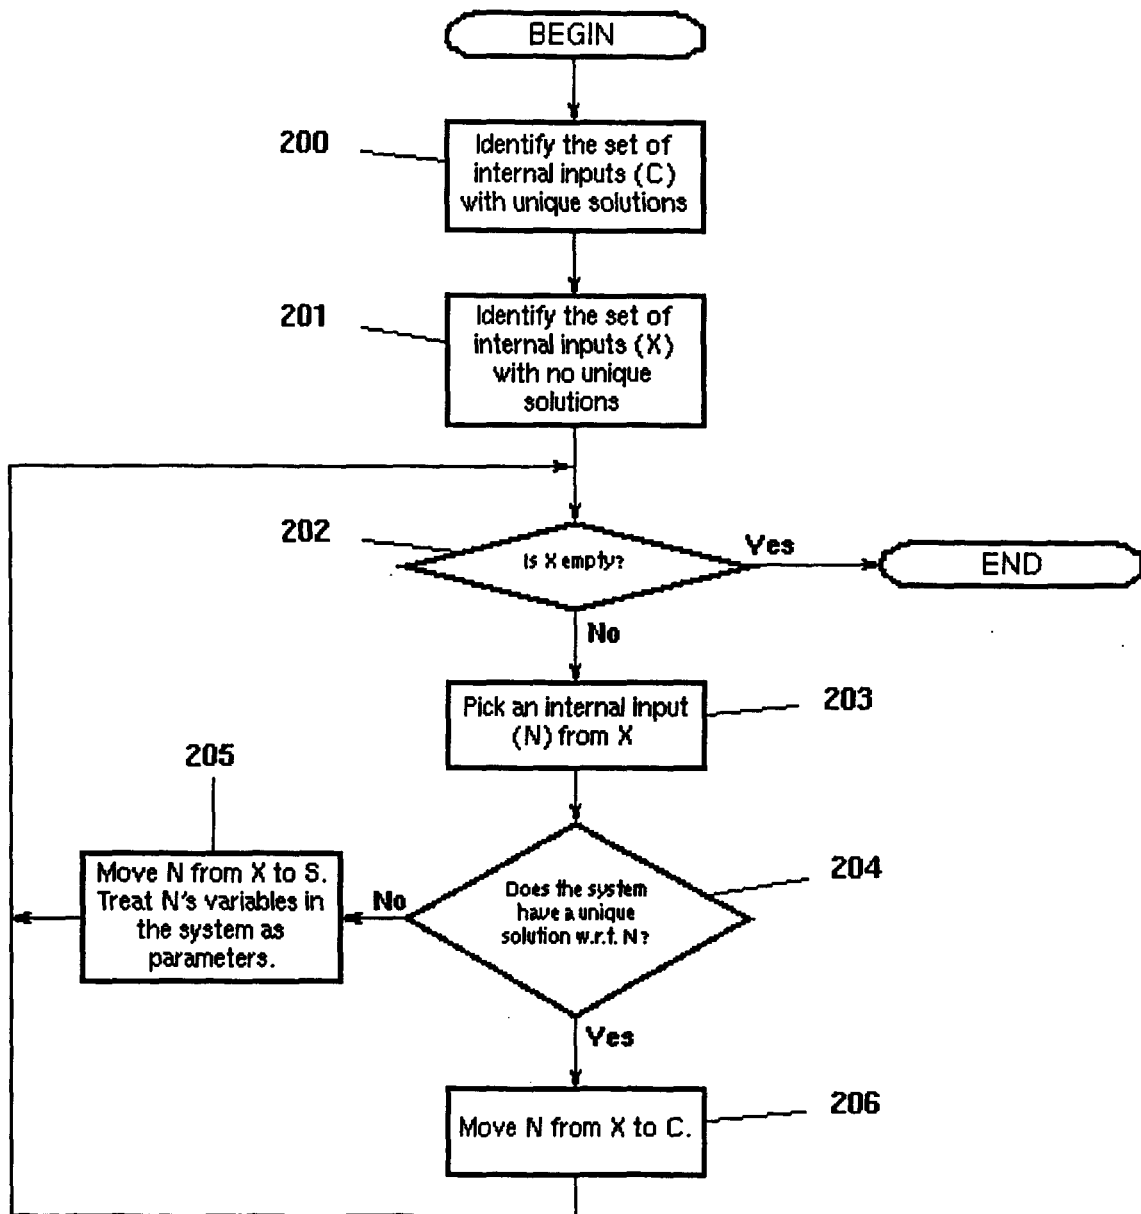 BEGIN
200
Identify the set of
internal inputs (C)
with unique solutions
201
Identify the set of
internal inputs (X)
with no unique
solutions
202
Is X empty?
Yes
END
No
Pick an internal input
(N) from X
203
205
Move N from X to S.
Treat N's variables in
the system as
parameters.
No
Does the system
have a unique
solution w.r.t. N?
204
Yes
Move N from X to C.
206